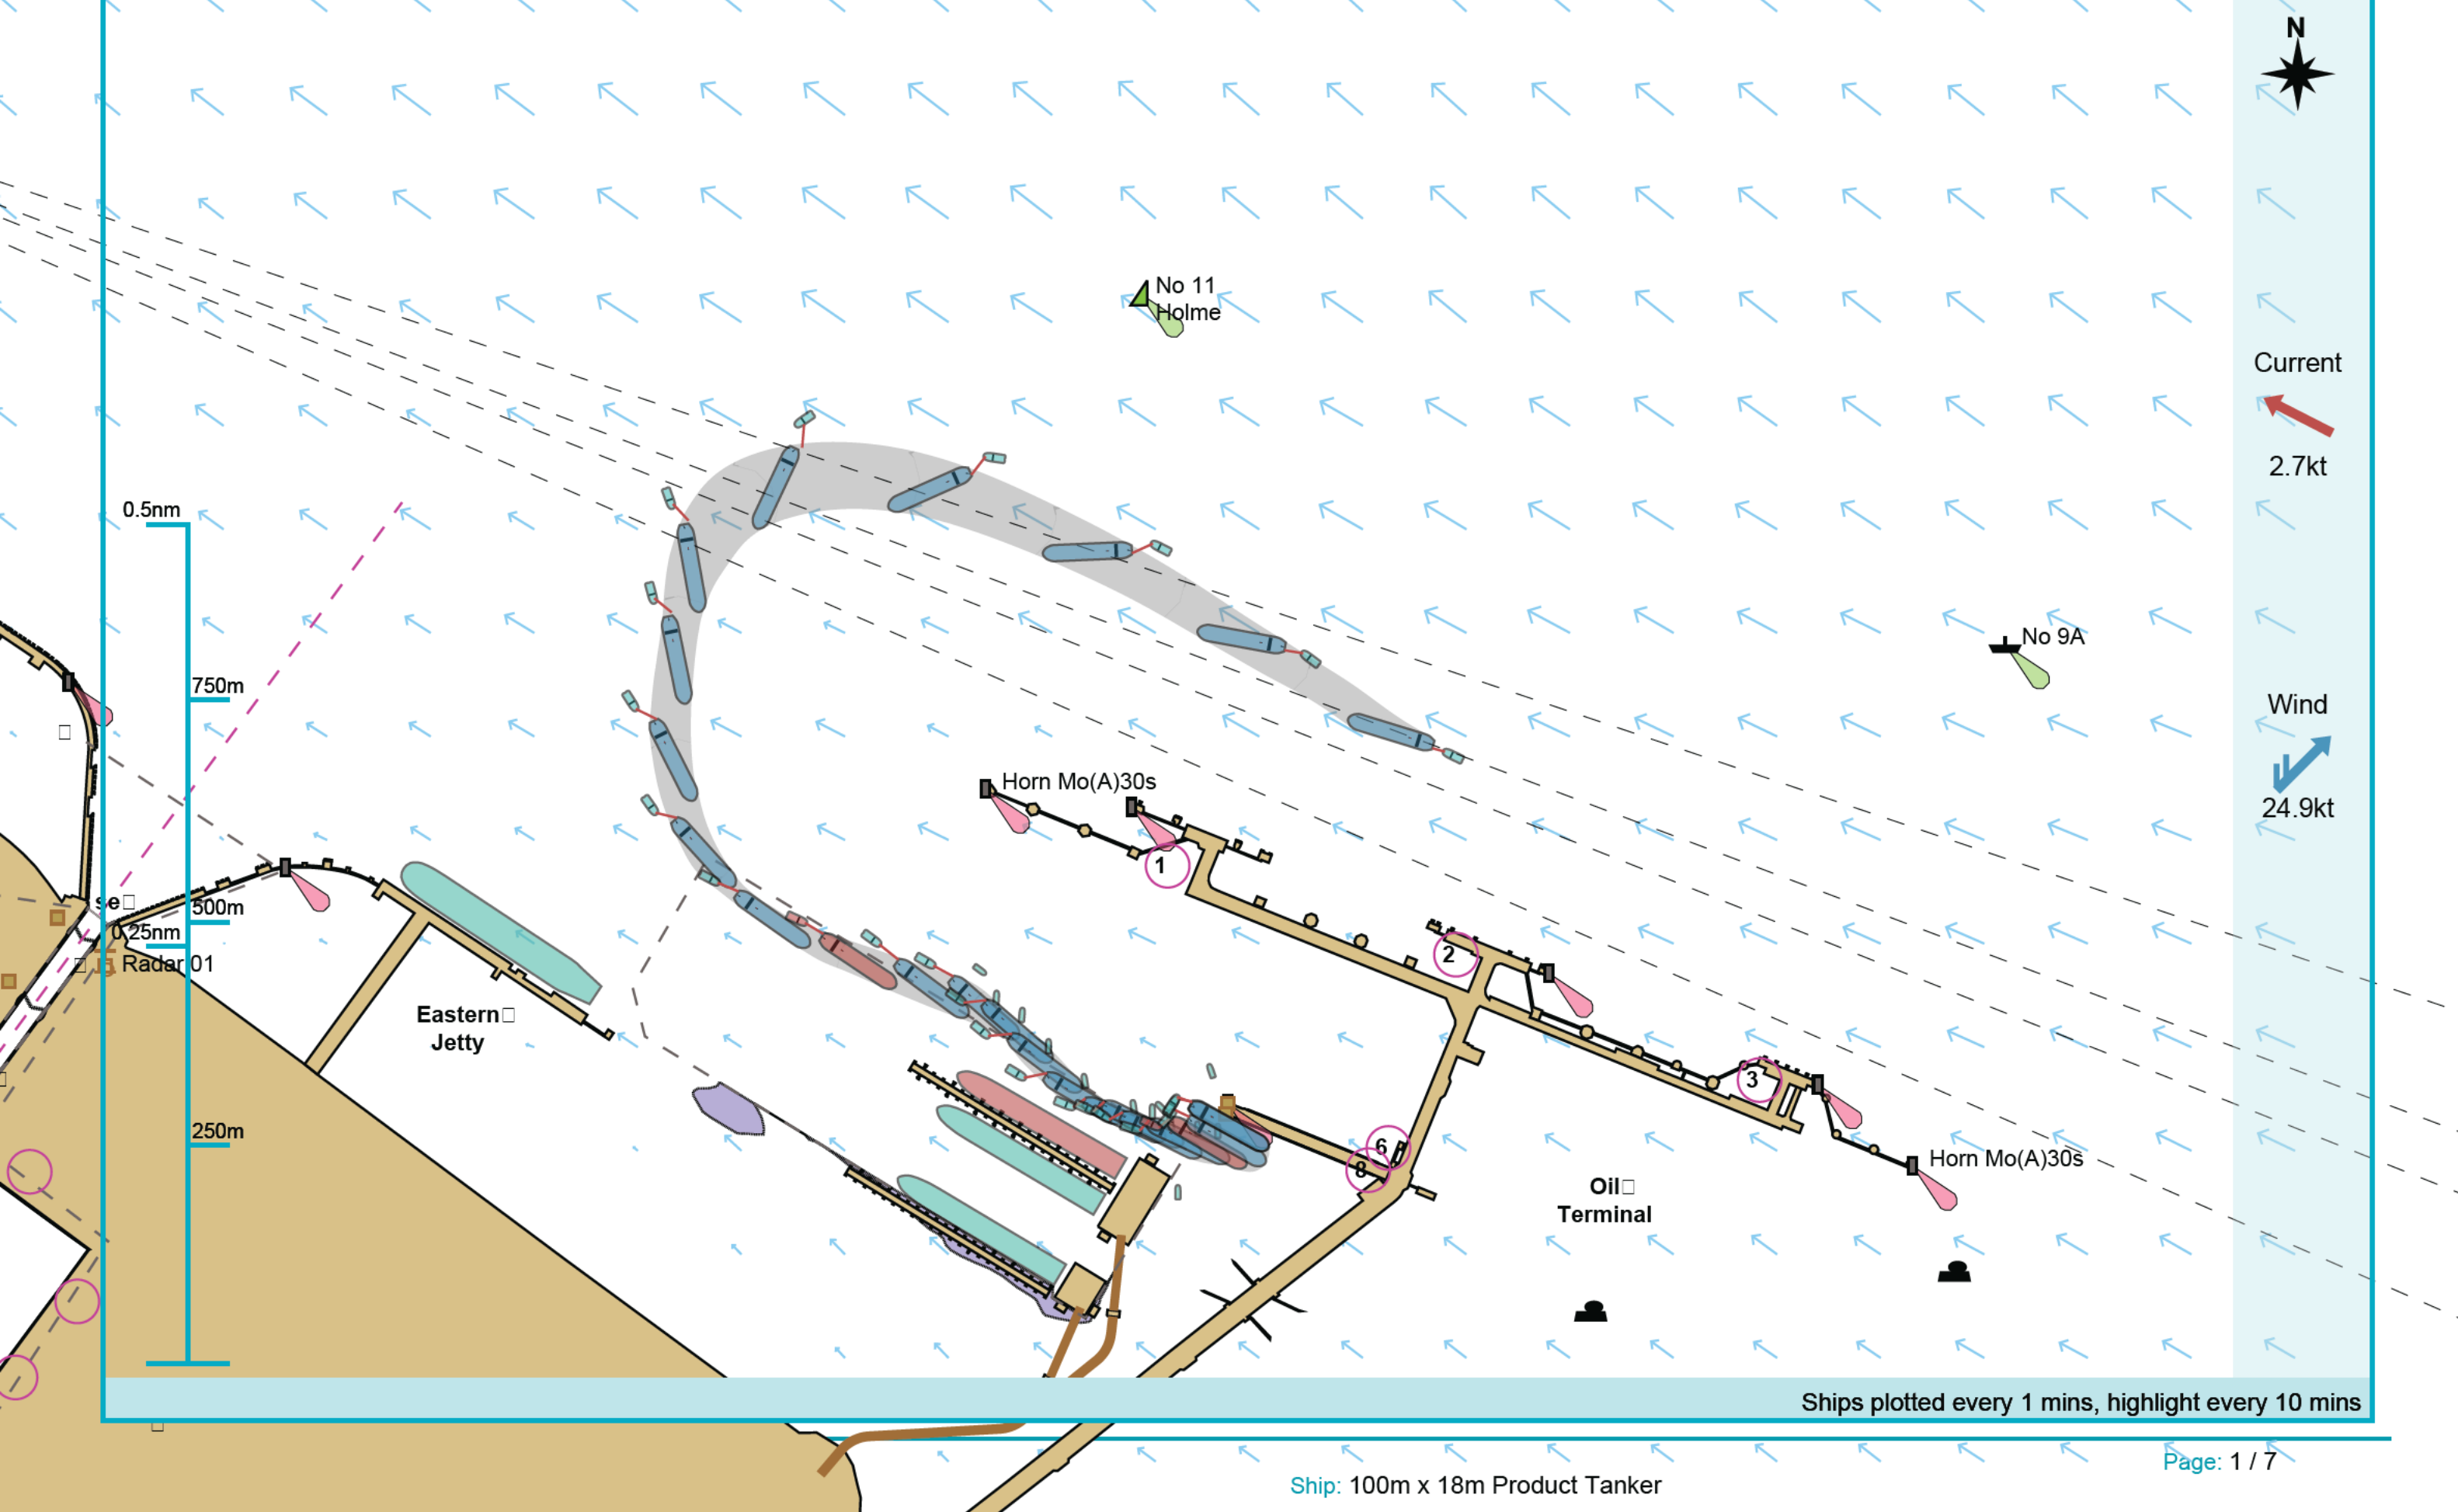 N
No 11
Holme
Current
2.7kt
0.5nm
No 9A
750m
Wind
Horn Mo(A)30s
24.9kt
1
se
500m
0.25nm
Radar 01
2
Eastern
Jetty
3
250m
6
8
Horn Mo(A)30s
Oil
Terminal
Ships plotted every 1 mins, highlight every 10 mins
Page: 1 / 7
Ship: 100m x 18m Product Tanker